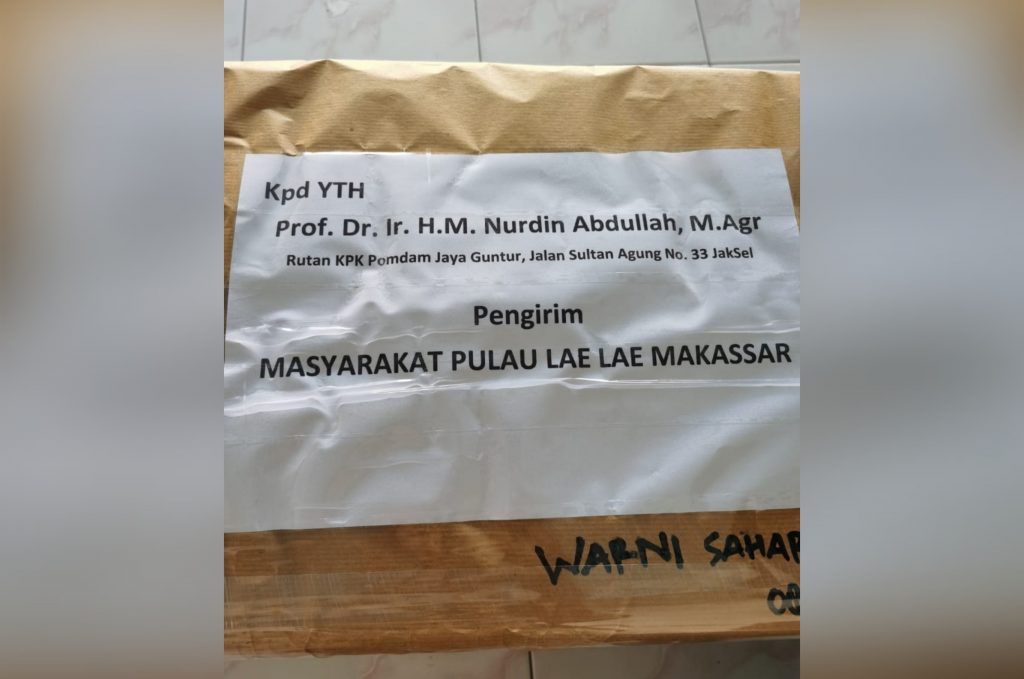 Kpd YTH
Prof. Dr. Ir. H.M. Nurdin Abdullah, M.Agr
Rutan KPK Pomdam Jaya Guntur, Jalan Sultan Agung No. 33 JakSel
Pengirim
MASYARAKAT PULAU LAE LAE MAKASSAR
WARNI